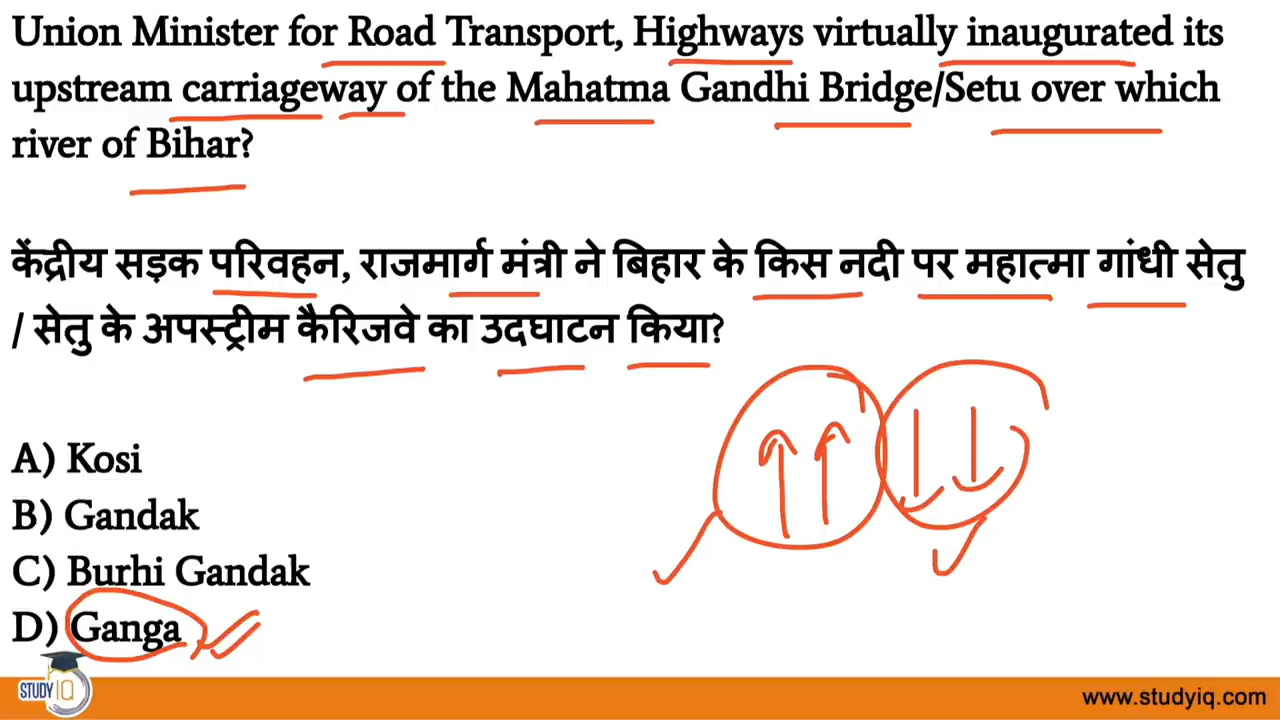 Union Minister for Road Transport, Highways virtually inaugurated its
upstream carriageway of the Mahatma Gandhi Bridge/Setu over which
river of Bihar?
केंद्रीय सड़क परिवहन, राजमार्ग मंत्री ने बिहार के किस नदी पर महात्मा गांधी सेतु
/ सेतु के अपस्ट्रीम कैरिजवे का उदघाटन किया?
A) Kosi
B) Gandak
C) Burhi Gandak
D) Ganga
STUDY IQ
www.studyiq.com